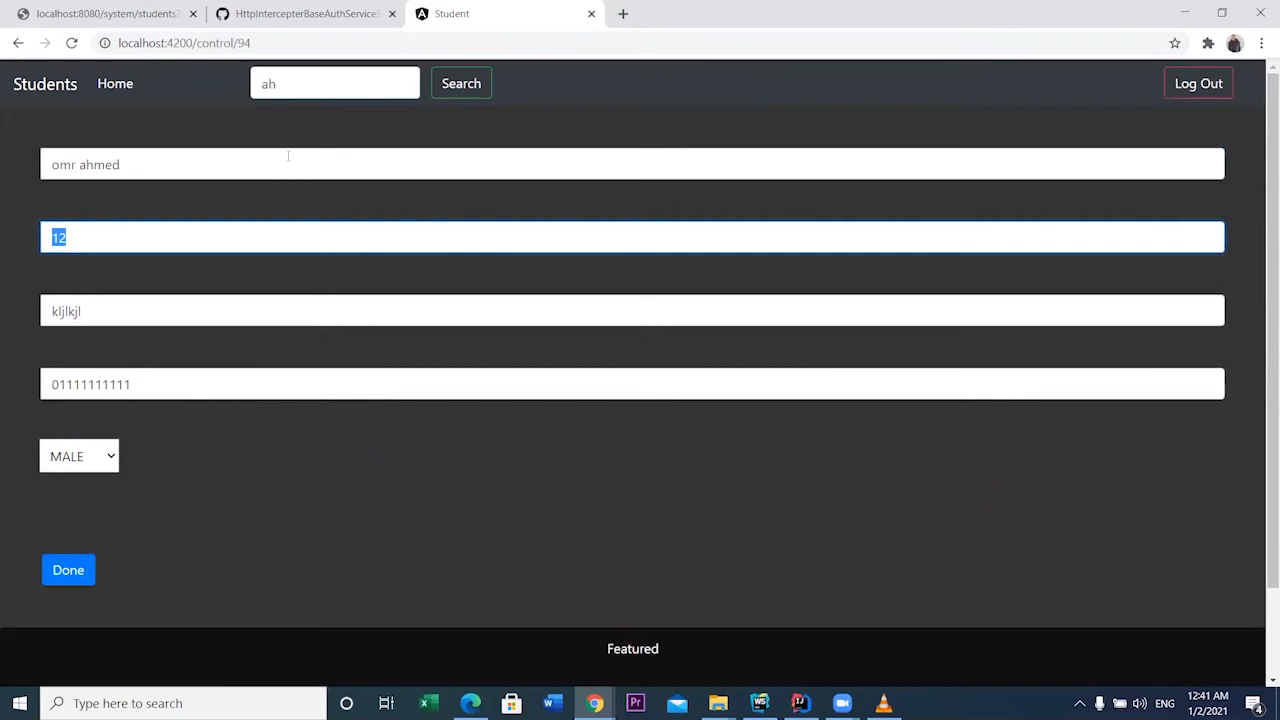 localhost:8080/system/students?
HttpIntercepterBaseAuthServiceS
Student
localhost:4200/control/94
Students
Home
ah
Search
Log Out
omr ahmed
12
kljlkjl
01111111111
MALE
Done
Featured
Type here to search
ENG
12:41 AM
1/2/2021